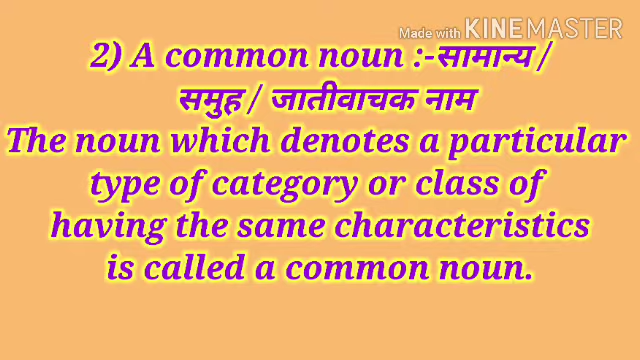 Made with KINEMASTER
2) A common noun :-सामान्य /
समुह / जातीवाचक नाम
The noun which denotes a particular
type of category or class of
having the same characteristics
is called a common noun.